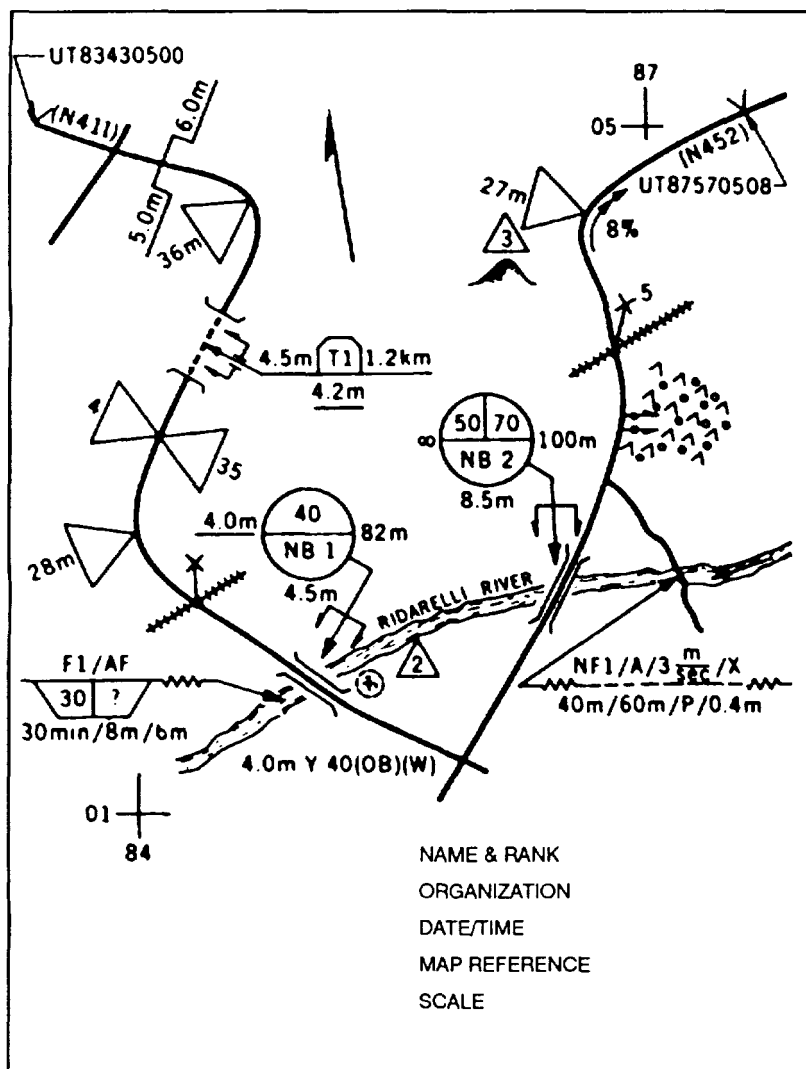 UT83430500
(N411)
6.0m
5.0m
36m
87
05
(N452)
UT87570508
27m
3
8%
5
4.5m T1 1.2km
4.2m
4
35
50 70
∞ NB 2 100m
8.5m
40
4.0m NB 1 82m
4.5m
28m
RIDARELLI RIVER
2
F1/AF
30 ?
30min/8m/6m
NF1/A/3 m/sec /X
40m/60m/P/0.4m
4.0m Y 40(OB)(W)
01
84
NAME & RANK
ORGANIZATION
DATE/TIME
MAP REFERENCE
SCALE